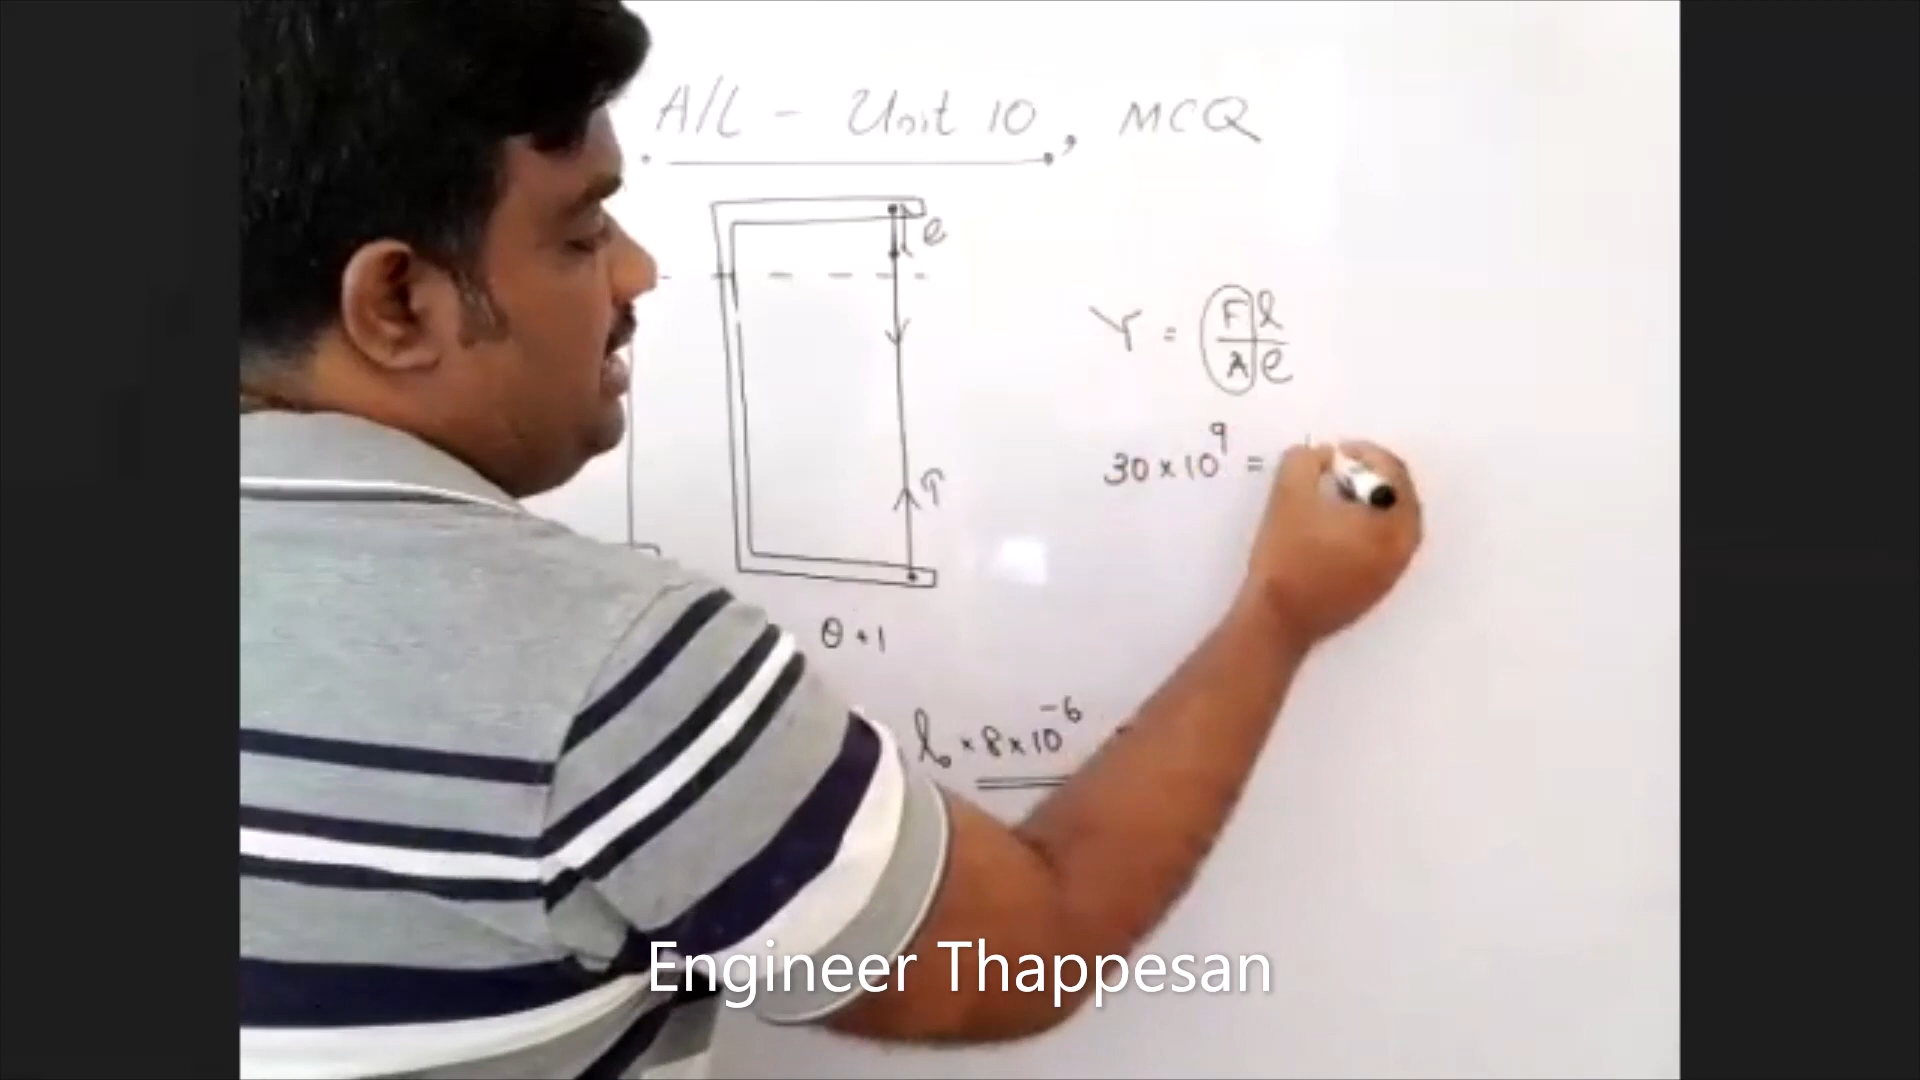 A/L - Unit 10, MCQ
e
Y = F l
A e
30 × 10⁹ =
T
θ + 1
l₀ × 8 × 10⁻⁶
Engineer Thappesan